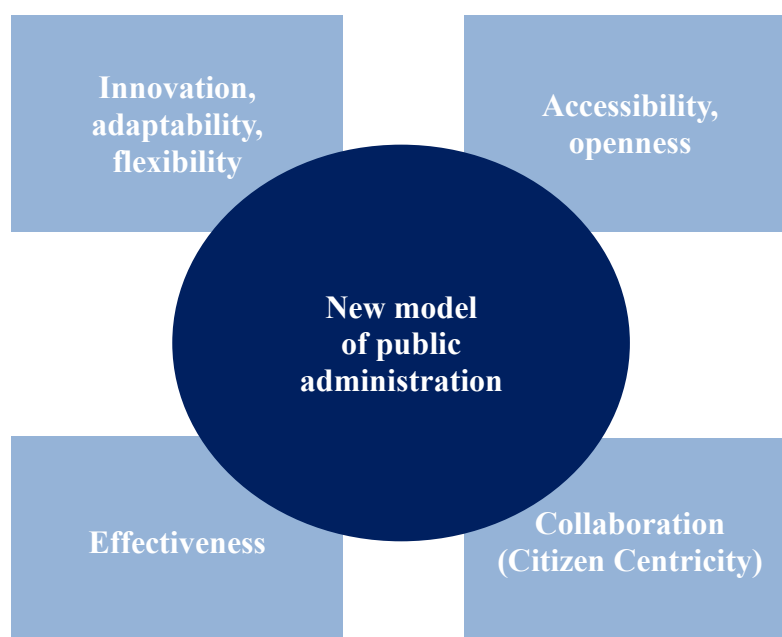 Innovation,
adaptability,
flexibility
Accessibility,
openness
New model
of public
administration
Effectiveness
Collaboration
(Citizen Centricity)